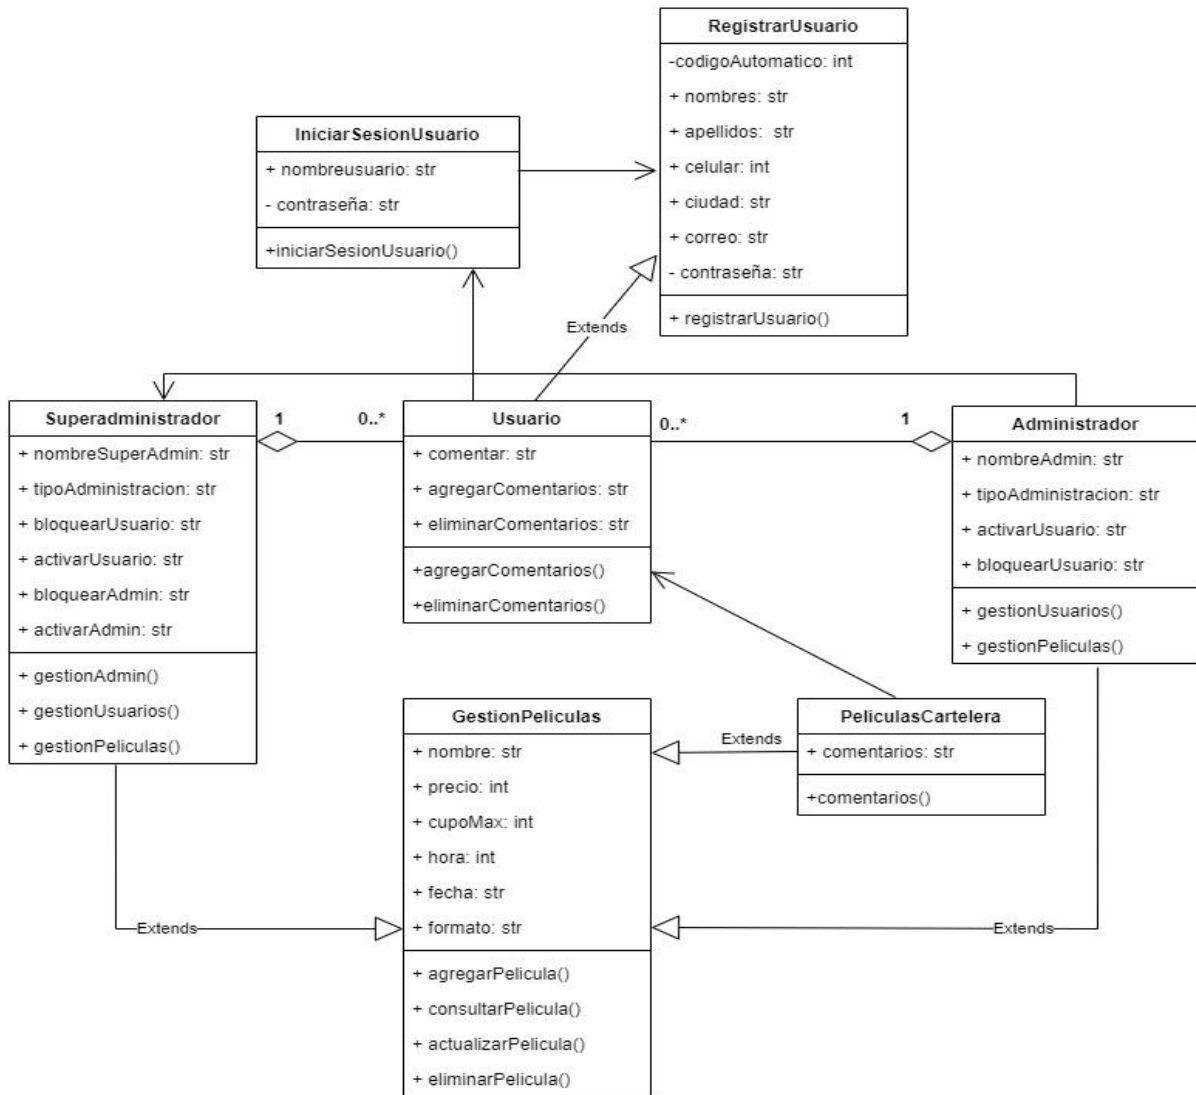 RegistrarUsuario
-codigoAutomatico: int
+ nombres: str
+ apellidos: str
+ celular: int
+ ciudad: str
+ correo: str
- contraseña: str
+ registrarUsuario()
IniciarSesionUsuario
+ nombreusuario: str
- contraseña: str
+iniciarSesionUsuario()
Extends
Superadministrador
+ nombreSuperAdmin: str
+ tipoAdministracion: str
+ bloquearUsuario: str
+ activarUsuario: str
+ bloquearAdmin: str
+ activarAdmin: str
+ gestionAdmin()
+ gestionUsuarios()
+ gestionPeliculas()
1
0..*
Usuario
+ comentar: str
+ agregarComentarios: str
+ eliminarComentarios: str
+agregarComentarios()
+eliminarComentarios()
0..*
1
Administrador
+ nombreAdmin: str
+ tipoAdministracion: str
+ activarUsuario: str
+ bloquearUsuario: str
+ gestionUsuarios()
+ gestionPeliculas()
GestionPeliculas
+ nombre: str
+ precio: int
+ cupoMax: int
+ hora: int
+ fecha: str
+ formato: str
+ agregarPelicula()
+ consultarPelicula()
+ actualizarPelicula()
+ eliminarPelicula()
Extends
PeliculasCartelera
+ comentarios: str
+comentarios()
Extends
Extends